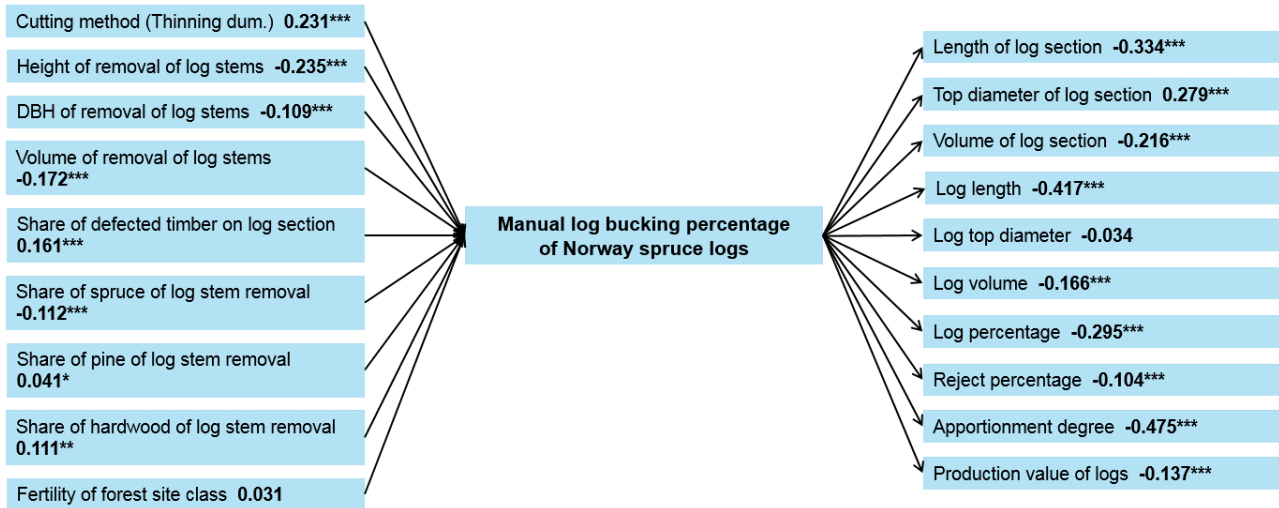 Cutting method (Thinning dum.) 0.231***
Height of removal of log stems -0.235***
DBH of removal of log stems -0.109***
Volume of removal of log stems
-0.172***
Share of defected timber on log section
0.161***
Share of spruce of log stem removal
-0.112***
Share of pine of log stem removal
0.041*
Share of hardwood of log stem removal
0.111**
Fertility of forest site class 0.031
Manual log bucking percentage
of Norway spruce logs
Length of log section -0.334***
Top diameter of log section 0.279***
Volume of log section -0.216***
Log length -0.417***
Log top diameter -0.034
Log volume -0.166***
Log percentage -0.295***
Reject percentage -0.104***
Apportionment degree -0.475***
Production value of logs -0.137***